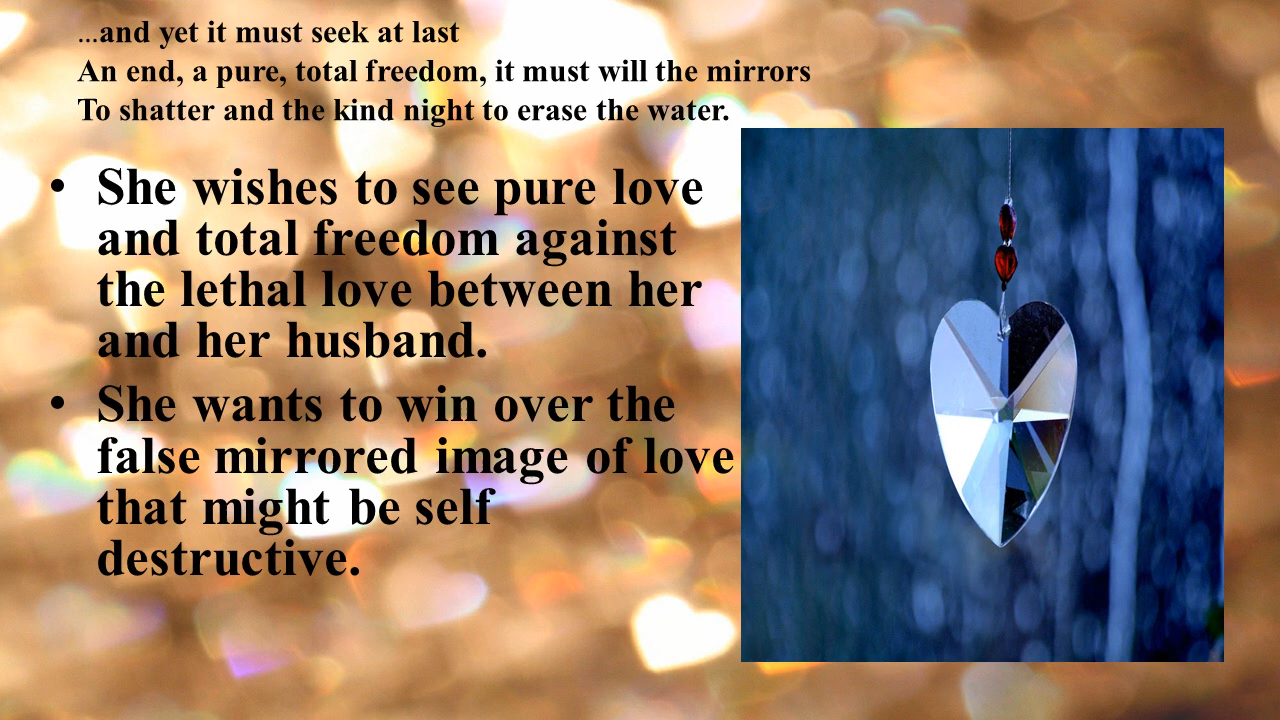 ...and yet it must seek at last
An end, a pure, total freedom, it must will the mirrors
To shatter and the kind night to erase the water.
• She wishes to see pure love
and total freedom against
the lethal love between her
and her husband.
• She wants to win over the
false mirrored image of love
that might be self
destructive.